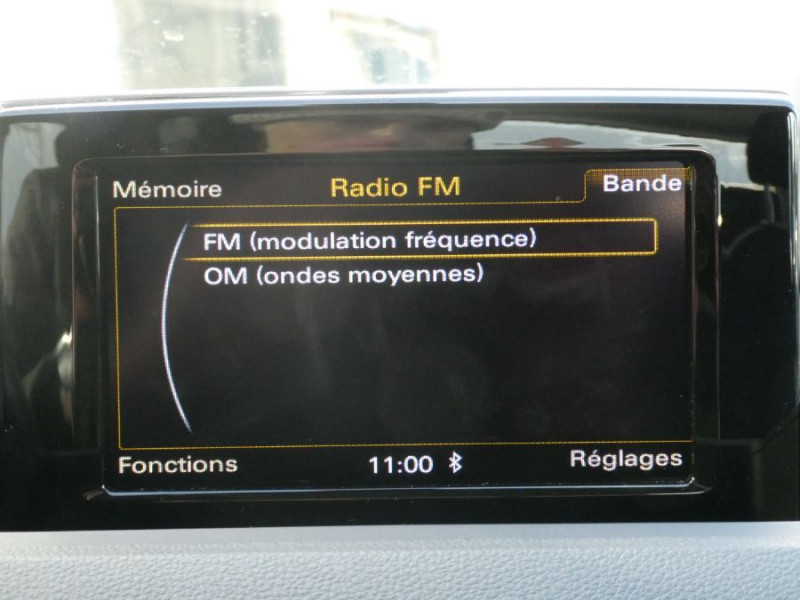 Mémoire Radio FM Bande
FM (modulation fréquence)
OM (ondes moyennes)
Fonctions 11:00 Réglages